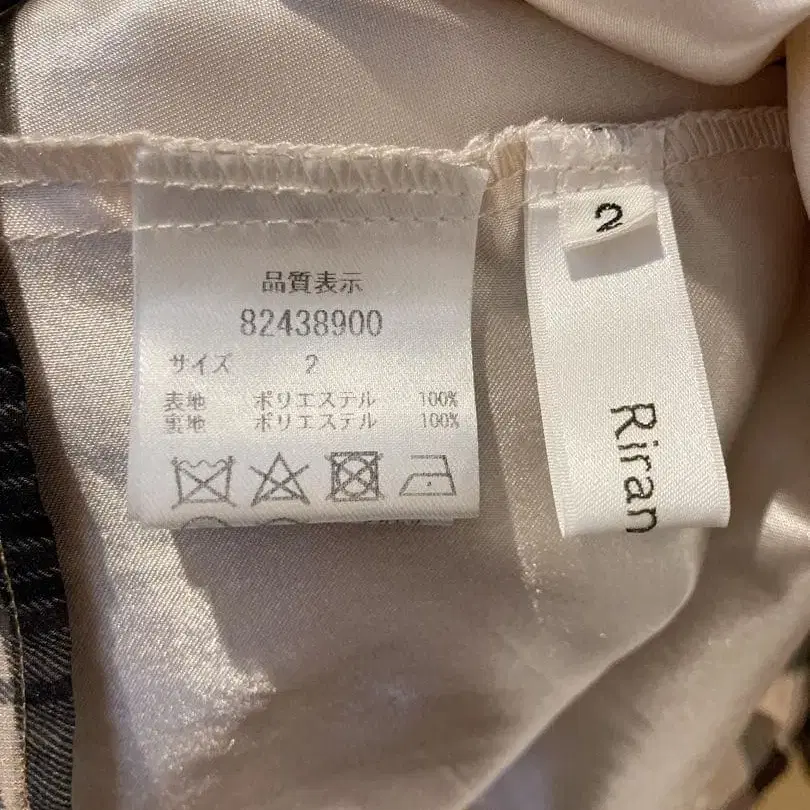 品質表示
82438900
サイズ 2
表地 ポリエステル 100%
裏地 ポリエステル 100%
2
Riran